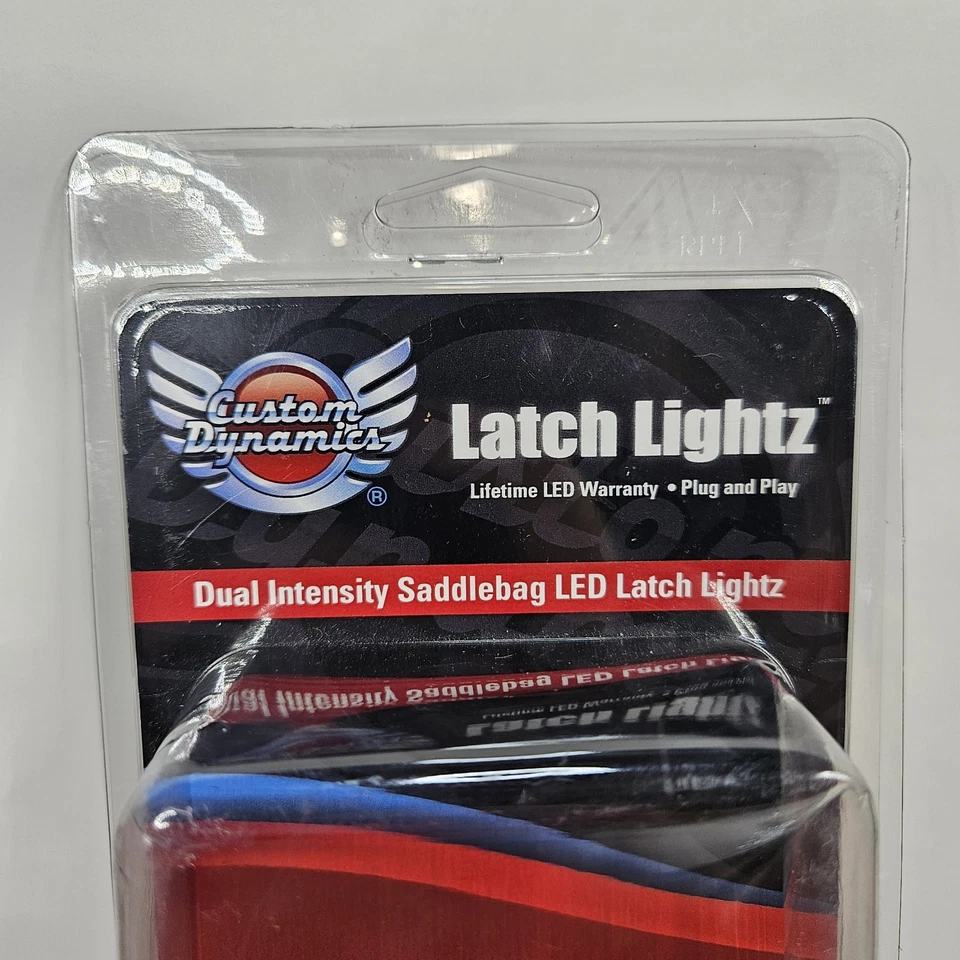 Custom
Dynamics
®
Latch Lightz™
Lifetime LED Warranty • Plug and Play
Dual Intensity Saddlebag LED Latch Lightz